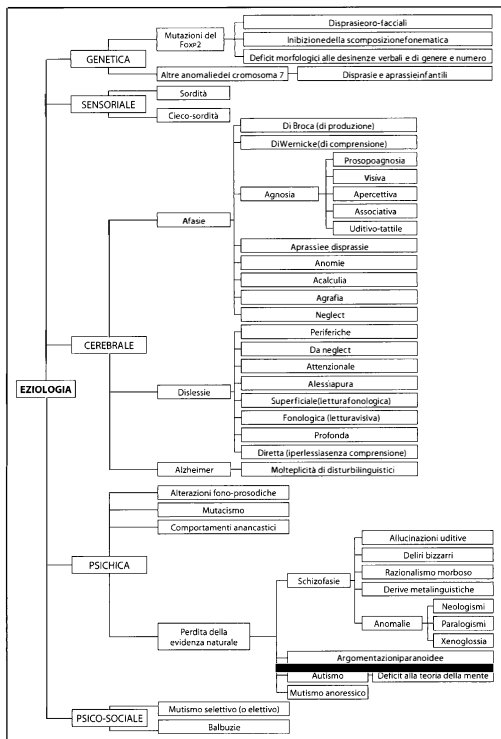 Disprasieoro-facciali
Mutazioni del
FOXP2
Inibizionedella scomposizionefonematica
Deficit morfologici alle desinenze verbali e di genere e numero
GENETICA
Altre anomaliedel cromosoma 7
Disprasie e aprassieinfantili
Sordità
SENSORIALE
Cieco-sordità
Di Broca (di produzione)
DiWernicke(di comprensione)
Prosopoagnosia
Visiva
Agnosia
Apercettiva
Associativa
Uditivo-tattile
Afasie
Aprassiee disprassie
Anomie
Acalculia
Agrafia
Neglect
CEREBRALE
Periferiche
Da neglect
Attenzionale
EZIOLOGIA
Dislessie
Alessiapura
Superficiale(letturafonologica)
Fonologica (letturavisiva)
Profonda
Diretta (iperlessiasenza comprensione)
Alzheimer
Molteplicità di disturbilinguistici
Alterazioni fono-prosodiche
Mutacismo
Comportamenti anancastici
PSICHICA
Allucinazioni uditive
Deliri bizzarri
Schizofasie
Razionalismo morboso
Derive metalinguistiche
Neologismi
Anomalie
Paralogismi
Xenoglossia
Perdita della
evidenza naturale
Argomentazioniparanoidee
Autismo
Deficit alla teoria della mente
Mutismo anoressico
Mutismo selettivo (o elettivo)
PSICO-SOCIALE
Balbuzie